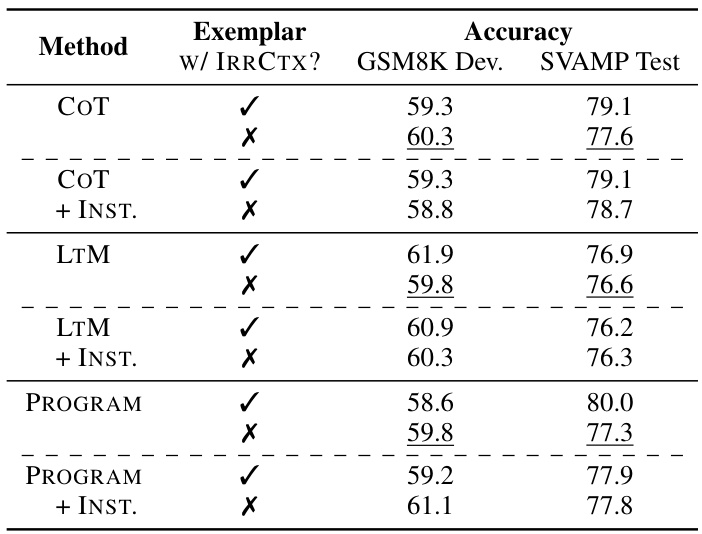 Method Exemplar Accuracy
W/ IRRCTX? GSM8K Dev. SVAMP Test
COT ✓ 59.3 79.1
✗ 60.3 77.6
COT ✓ 59.3 79.1
+ INST. ✗ 58.8 78.7
LTM ✓ 61.9 76.9
✗ 59.8 76.6
LTM ✓ 60.9 76.2
+ INST. ✗ 60.3 76.3
PROGRAM ✓ 58.6 80.0
✗ 59.8 77.3
PROGRAM ✓ 59.2 77.9
+ INST. ✗ 61.1 77.8